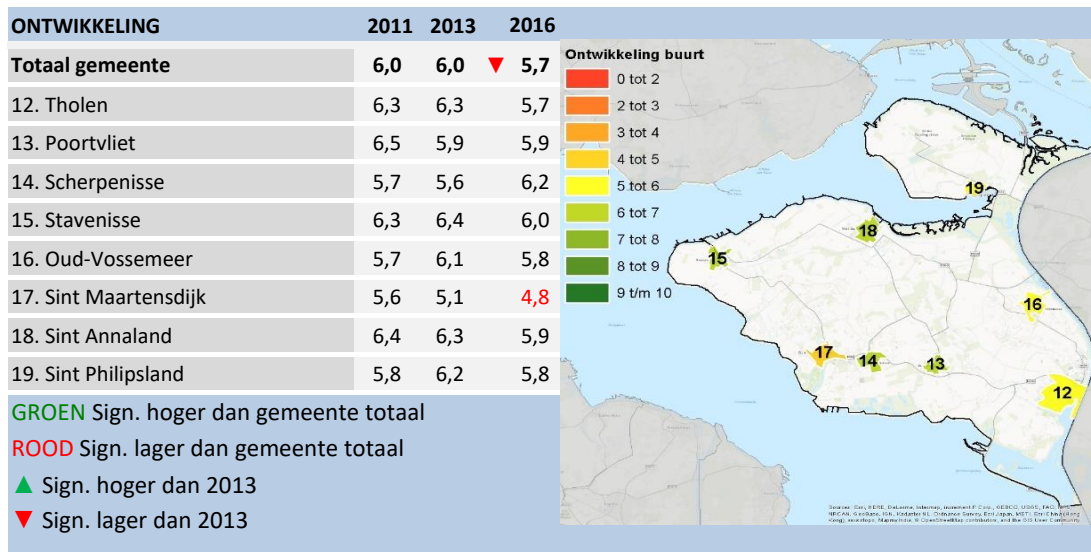 ONTWIKKELING 2011 2013 2016
Totaal gemeente 6,0 6,0 ▼ 5,7
12. Tholen 6,3 6,3 5,7
13. Poortvliet 6,5 5,9 5,9
14. Scherpenisse 5,7 5,6 6,2
15. Stavenisse 6,3 6,4 6,0
16. Oud-Vossemeer 5,7 6,1 5,8
17. Sint Maartensdijk 5,6 5,1 4,8
18. Sint Annaland 6,4 6,3 5,9
19. Sint Philipsland 5,8 6,2 5,8
GROEN Sign. hoger dan gemeente totaal
ROOD Sign. lager dan gemeente totaal
▲ Sign. hoger dan 2013
▼ Sign. lager dan 2013
Ontwikkeling buurt
0 tot 2
2 tot 3
3 tot 4
4 tot 5
5 tot 6
6 tot 7
7 tot 8
8 tot 9
9 t/m 10
19
18
15
16
17
14
13
12